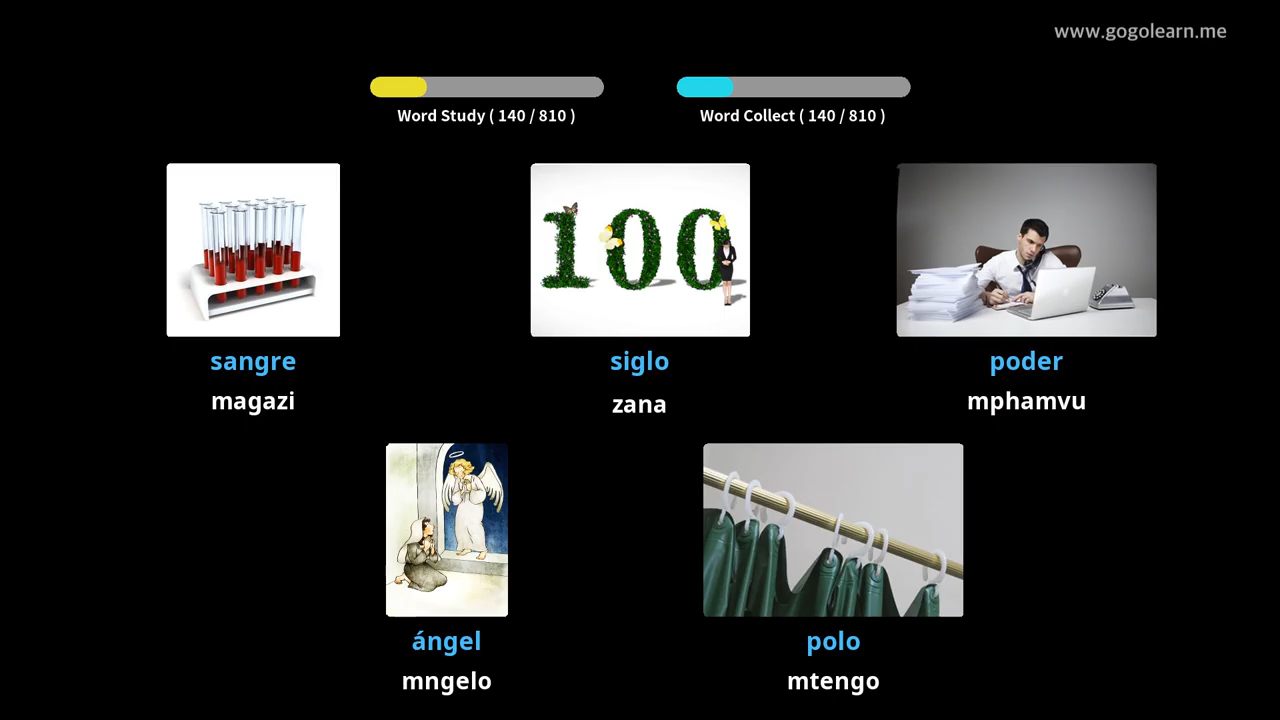 www.gogolearn.me
Word Study ( 140 / 810 )
Word Collect ( 140 / 810 )
100
sangre
magazi
siglo
zana
poder
mphamvu
ángel
mngelo
polo
mtengo